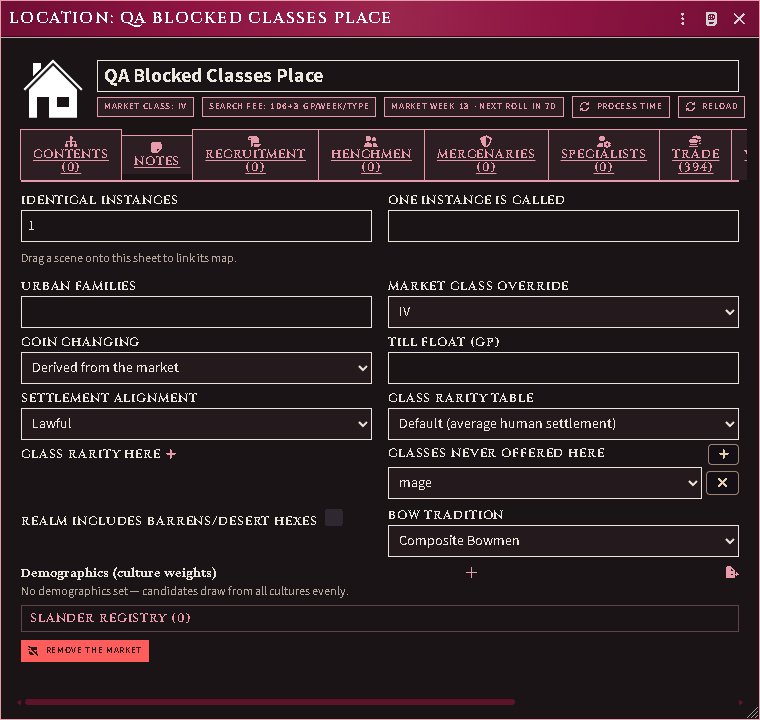 LOCATION: QA BLOCKED CLASSES PLACE
QA Blocked Classes Place
MARKET CLASS: IV
SEARCH FEE: 1D6+3 GP/WEEK/TYPE
MARKET WEEK 13 · NEXT ROLL IN 7D
PROCESS TIME
RELOAD
CONTENTS (0)
NOTES
RECRUITMENT (0)
HENCHMEN (0)
MERCENARIES (0)
SPECIALISTS (0)
TRADE (394)
IDENTICAL INSTANCES
ONE INSTANCE IS CALLED
1
Drag a scene onto this sheet to link its map.
URBAN FAMILIES
MARKET CLASS OVERRIDE
IV
COIN CHANGING
TILL FLOAT (GP)
Derived from the market
SETTLEMENT ALIGNMENT
CLASS RARITY TABLE
Lawful
Default (average human settlement)
CLASS RARITY HERE +
CLASSES NEVER OFFERED HERE
mage
REALM INCLUDES BARRENS/DESERT HEXES
BOW TRADITION
Composite Bowmen
Demographics (culture weights)
No demographics set — candidates draw from all cultures evenly.
SLANDER REGISTRY (0)
REMOVE THE MARKET